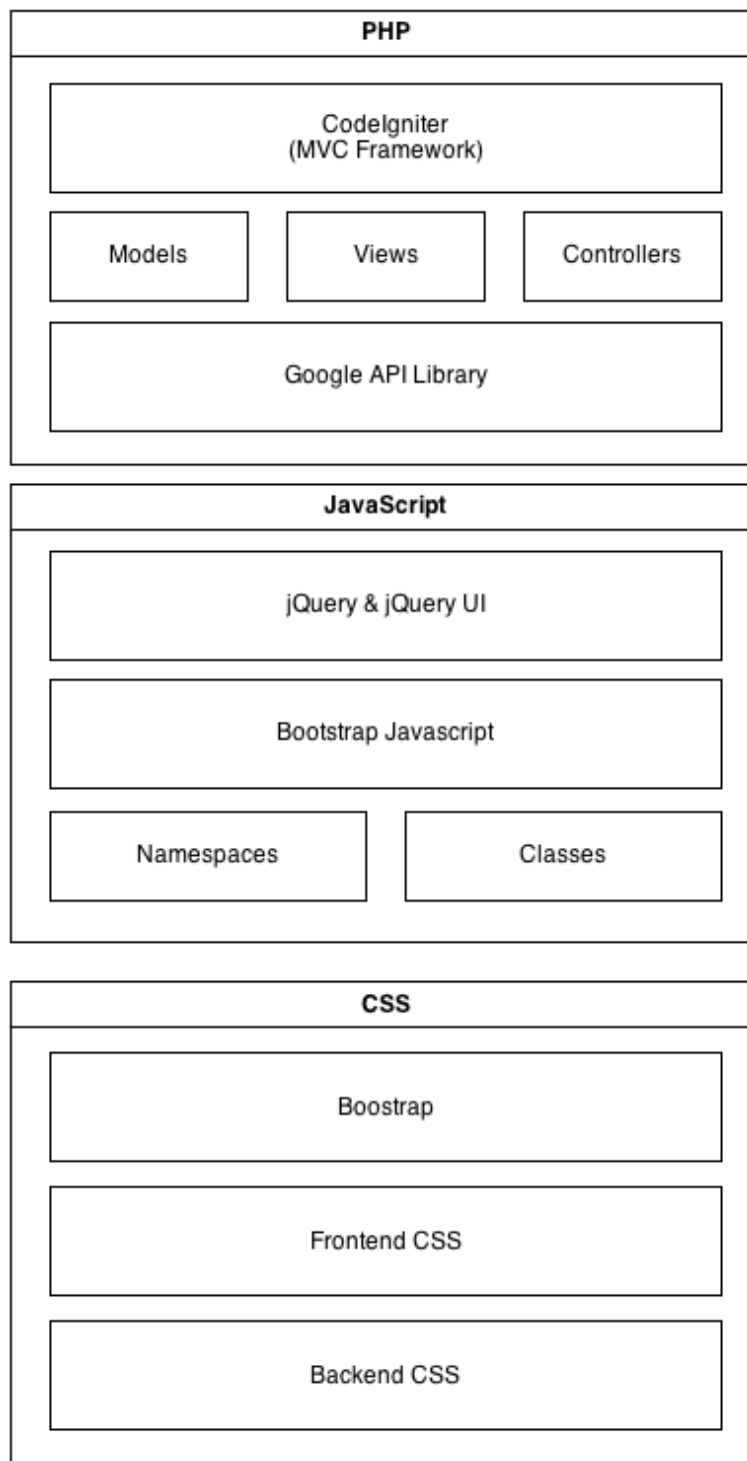 PHP
CodeIgniter
(MVC Framework)
Models
Views
Controllers
Google API Library
JavaScript
jQuery & jQuery UI
Bootstrap Javascript
Namespaces
Classes
CSS
Boostrap
Frontend CSS
Backend CSS